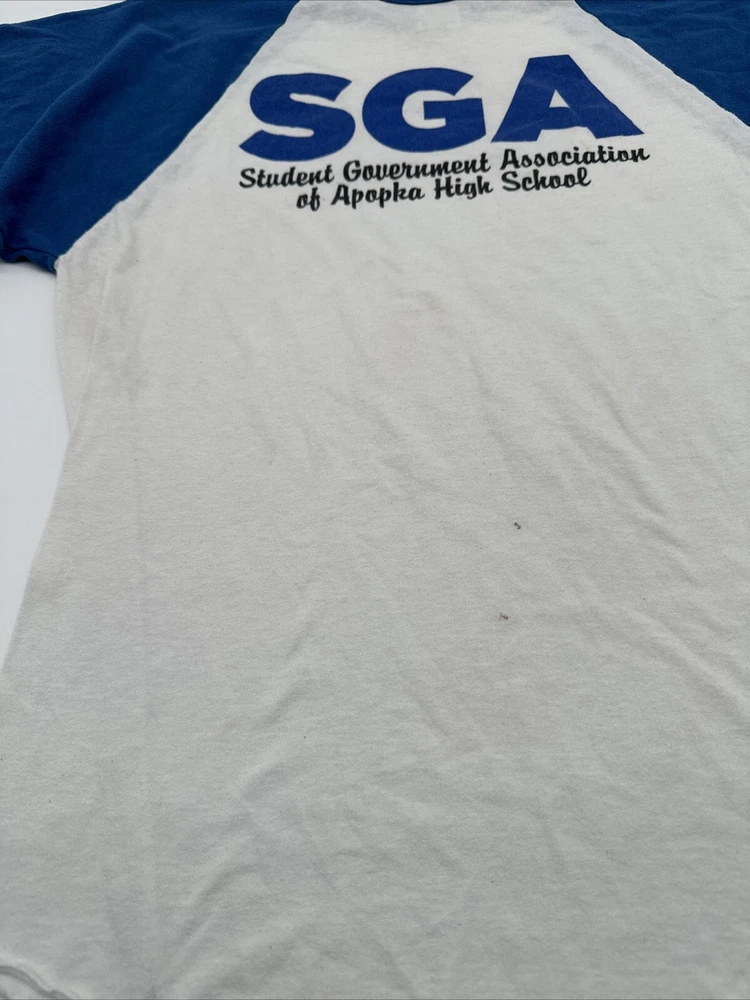 SGA
Student Government Association
of Apopka High School